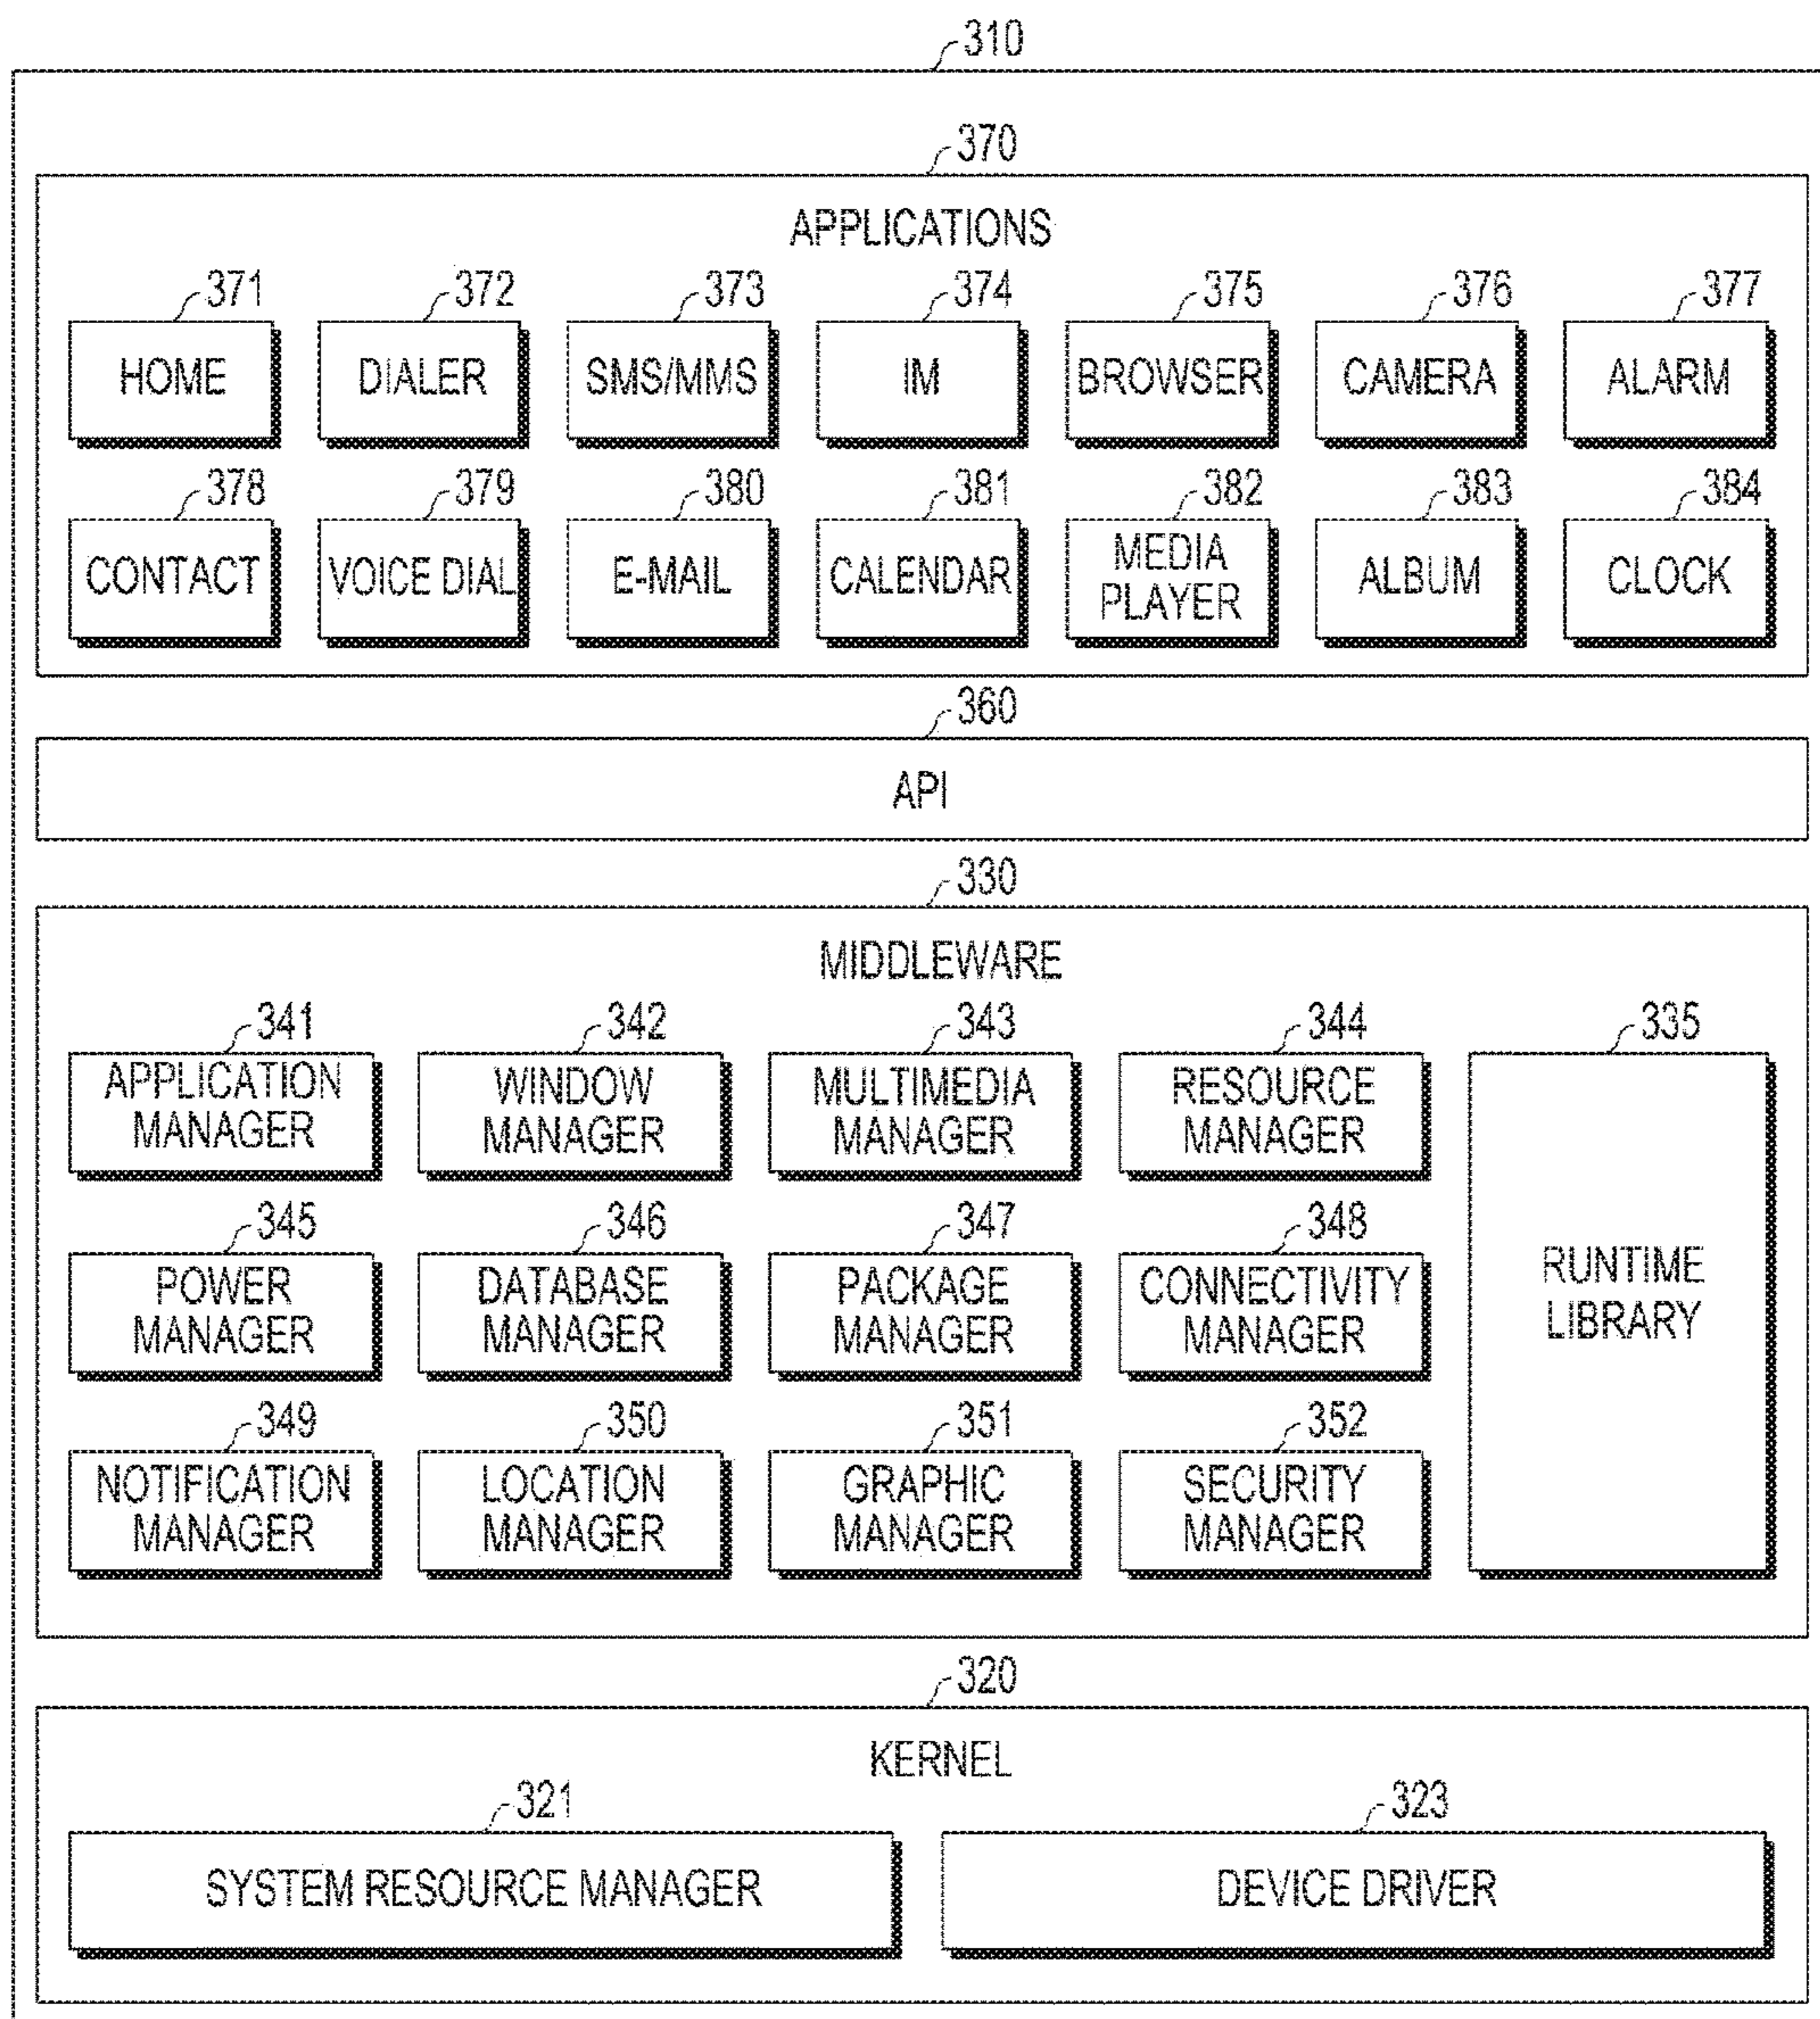 310
370
APPLICATIONS
371 372 373 374 375 376 377
HOME DIALER SMS/MMS IM BROWSER CAMERA ALARM
378 379 380 381 382 383 384
CONTACT VOICE DIAL E-MAIL CALENDAR MEDIA PLAYER ALBUM CLOCK
360
API
330
MIDDLEWARE
341 342 343 344 335
APPLICATION WINDOW MULTIMEDIA RESOURCE
MANAGER MANAGER MANAGER MANAGER
345 346 347 348
POWER DATABASE PACKAGE CONNECTIVITY RUNTIME
MANAGER MANAGER MANAGER MANAGER LIBRARY
349 350 351 352
NOTIFICATION LOCATION GRAPHIC SECURITY
MANAGER MANAGER MANAGER MANAGER
320
KERNEL
321 323
SYSTEM RESOURCE MANAGER DEVICE DRIVER